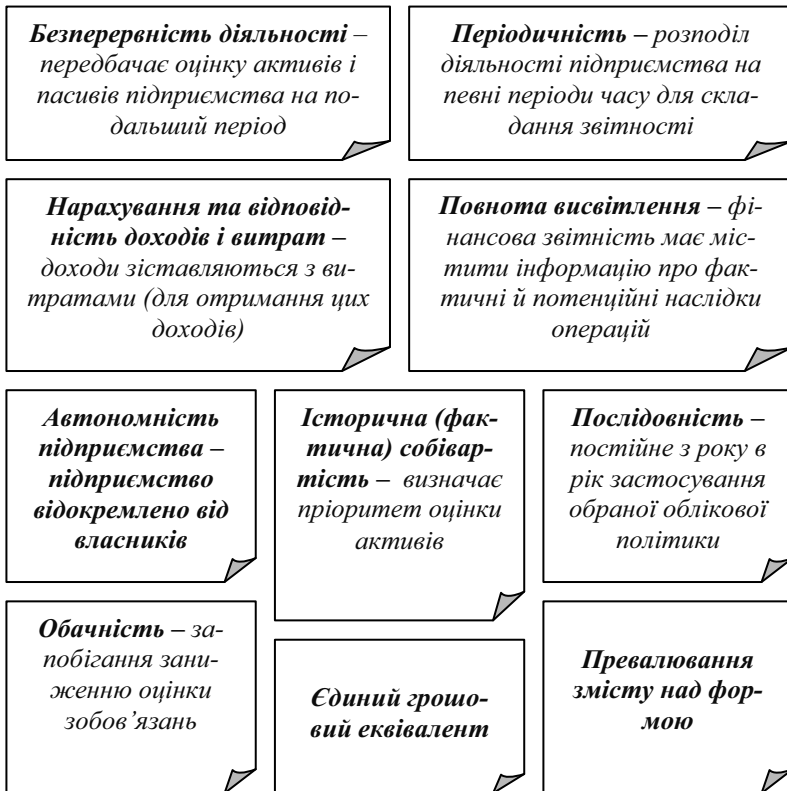 Безперервність діяльності –
передбачає оцінку активів і
пасивів підприємства на по-
дальший період
Періодичність – розподіл
діяльності підприємства на
певні періоди часу для скла-
дання звітності
Нарахування та відповід-
ність доходів і витрат –
доходи зіставляються з ви-
тратами (для отримання цих
доходів)
Повнота висвітлення – фі-
нансова звітність має міс-
тити інформацію про фак-
тичні й потенційні наслідки
операцій
Автономність
підприємства –
підприємство
відокремлено від
власників
Історична (фак-
тична) собівар-
тість – визначає
пріоритет оцінки
активів
Послідовність –
постійне з року в
рік застосування
обраної облікової
політики
Обачність – за-
побігання зани-
женню оцінки
зобов’язань
Єдиний грошо-
вий еквівалент
Превалювання
змісту над фор-
мою